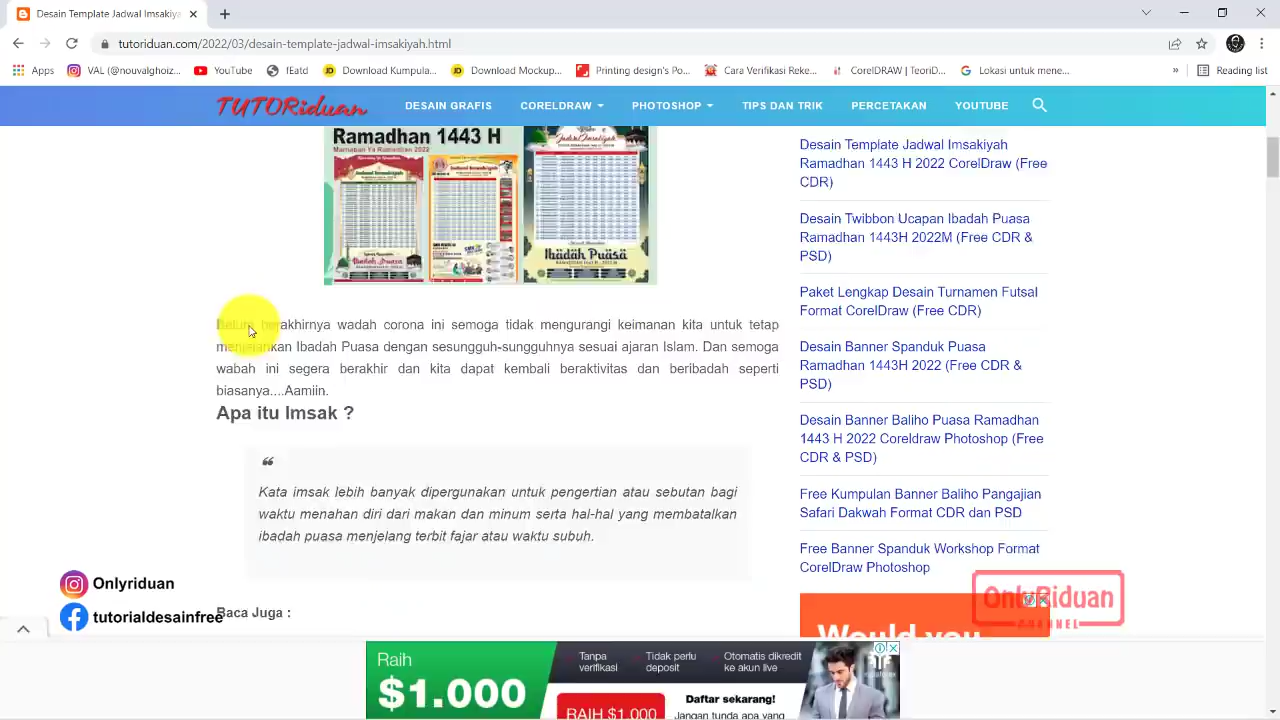 Desain Template Jadwal Imsakiya
tutoriduan.com/2022/03/desain-template-jadwal-imsakiyah.html
Apps
VAL (@nouvalghoiz...
YouTube
fEatd
Download Kumpula...
Download Mockup...
Printing design's Po...
Cara Verifikasi Reke...
CorelDRAW | TeoriD...
Lokasi untuk mene...
»
Reading list
TUTORiduan
DESAIN GRAFIS
CORELDRAW
PHOTOSHOP
TIPS DAN TRIK
PERCETAKAN
YOUTUBE
Ramadhan 1443 H
Ibadah Puasa
Ibadah Puasa
berakhirnya wadah corona ini semoga tidak mengurangi keimanan kita untuk tetap
menjalankan Ibadah Puasa dengan sesungguh-sungguhnya sesuai ajaran Islam. Dan semoga
wabah ini segera berakhir dan kita dapat kembali beraktivitas dan beribadah seperti
biasanya....Aamiin.
Apa itu Imsak ?
❝
Kata imsak lebih banyak dipergunakan untuk pengertian atau sebutan bagi
waktu menahan diri dari makan dan minum serta hal-hal yang membatalkan
ibadah puasa menjelang terbit fajar atau waktu subuh.
Baca Juga :
Desain Template Jadwal Imsakiyah
Ramadhan 1443 H 2022 CorelDraw (Free
CDR)
Desain Twibbon Ucapan Ibadah Puasa
Ramadhan 1443H 2022M (Free CDR &
PSD)
Paket Lengkap Desain Turnamen Futsal
Format CorelDraw (Free CDR)
Desain Banner Spanduk Puasa
Ramadhan 1443H 2022 (Free CDR &
PSD)
Desain Banner Baliho Puasa Ramadhan
1443 H 2022 Coreldraw Photoshop (Free
CDR & PSD)
Free Kumpulan Banner Baliho Pangajian
Safari Dakwah Format CDR dan PSD
Free Banner Spanduk Workshop Format
CorelDraw Photoshop
Would you
OnlyRiduan
CHANNEL
Onlyriduan
tutorialdesainfree
Raih
$1.000
Tanpa
verifikasi
Tidak perlu
deposit
Otomatis dikredit
ke akun live
RAIH $1.000
Daftar sekarang!
Jangan tunda apa yang